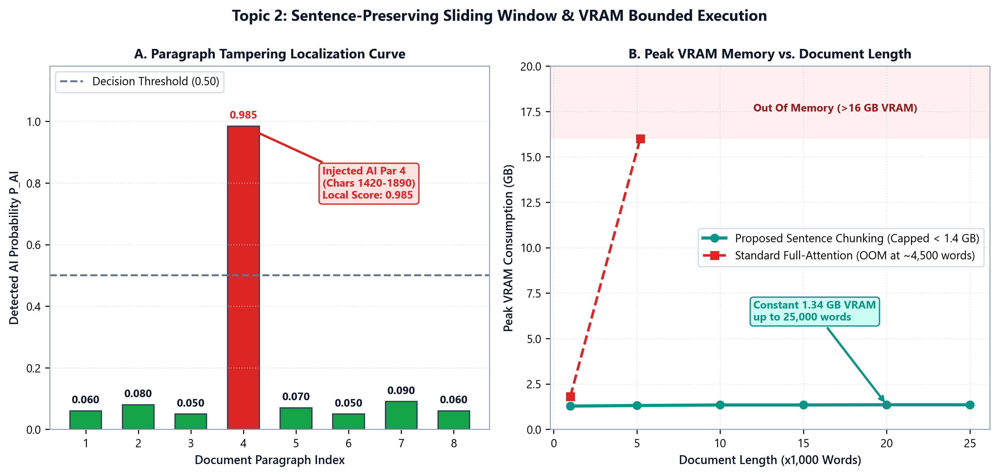 Topic 2: Sentence-Preserving Sliding Window & VRAM Bounded Execution
A. Paragraph Tampering Localization Curve
Detected AI Probability P_AI
1.0
0.8
0.6
0.4
0.2
0.0
Decision Threshold (0.50)
0.985
Injected AI Par 4
(Chars 1420-1890)
Local Score: 0.985
0.060
0.080
0.050
0.070
0.050
0.090
0.060
1 2 3 4 5 6 7 8
Document Paragraph Index
B. Peak VRAM Memory vs. Document Length
Peak VRAM Consumption (GB)
20.0
17.5
15.0
12.5
10.0
7.5
5.0
2.5
0.0
Out Of Memory (>16 GB VRAM)
Proposed Sentence Chunking (Capped < 1.4 GB)
Standard Full-Attention (OOM at ~4,500 words)
Constant 1.34 GB VRAM
up to 25,000 words
0 5 10 15 20 25
Document Length (x1,000 Words)